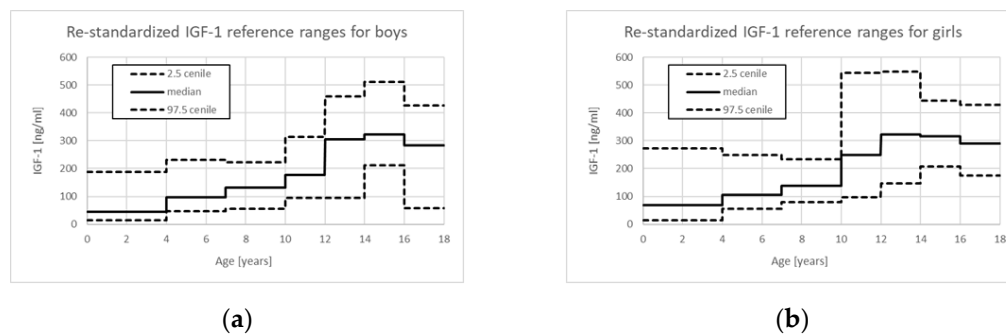 Re-standardized IGF-1 reference ranges for boys
600
500
400
300
200
100
0
IGF-1 [ng/ml]
2.5 cenile
median
97.5 cenile
0 2 4 6 8 10 12 14 16 18
Age [years]
(a)
Re-standardized IGF-1 reference ranges for girls
600
500
400
300
200
100
0
IGF-1 [ng/ml]
2.5 cenile
median
97.5 cenile
0 2 4 6 8 10 12 14 16 18
Age [years]
(b)